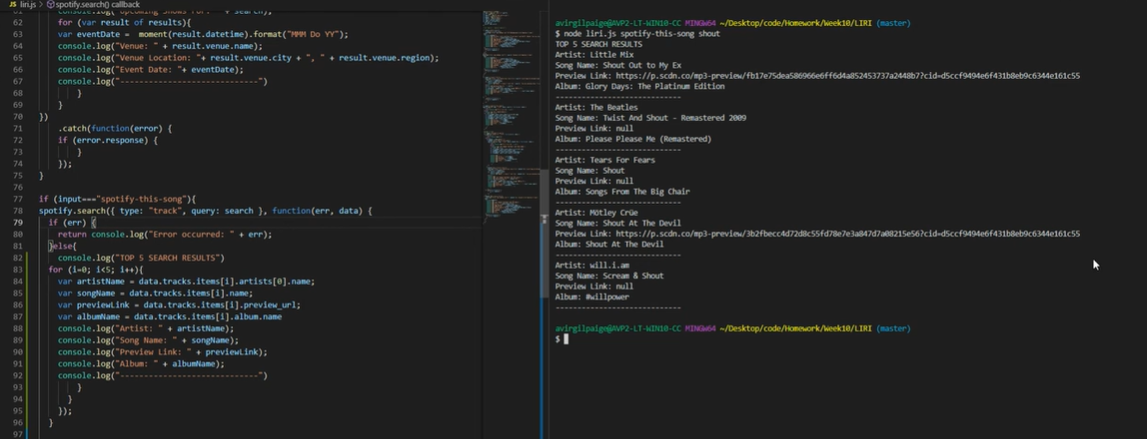 JS liri.js > spotify.search() callback
61 console.log("Upcoming Shows For: " + search);
62 for (var result of results){
63 var eventDate = moment(result.datetime).format("MMM Do YY");
64 console.log("Venue: " + result.venue.name);
65 console.log("Venue Location: "+ result.venue.city + ", " + result.venue.region);
66 console.log("Event Date: "+ eventDate);
67 console.log("-----------------------------")
68 }
69 }
70 })
71 .catch(function(error) {
72 if (error.response) {
73 }
74 });
75 }
76
77 if (input==="spotify-this-song"){
78 spotify.search({ type: "track", query: search }, function(err, data) {
79 if (err) {
80 return console.log("Error occurred: " + err);
81 }else{
82 console.log("TOP 5 SEARCH RESULTS")
83 for (i=0; i<5; i++){
84 var artistName = data.tracks.items[i].artists[0].name;
85 var songName = data.tracks.items[i].name;
86 var previewLink = data.tracks.items[i].preview_url;
87 var albumName = data.tracks.items[i].album.name
88 console.log("Artist: " + artistName);
89 console.log("Song Name: " + songName);
90 console.log("Preview Link: " + previewLink);
91 console.log("Album: " + albumName);
92 console.log("-----------------------------")
93 }
94 }
95 });
96 }
97
avirgilpaige@AVP2-LT-WIN10-CC MINGW64 ~/Desktop/code/Homework/Week10/LIRI (master)
$ node liri.js spotify-this-song shout
TOP 5 SEARCH RESULTS
Artist: Little Mix
Song Name: Shout Out to My Ex
Preview Link: https://p.scdn.co/mp3-preview/fb17e75dea586966e6ff6d4a852453737a2448b7?cid=d5ccf9494e6f431b8eb9c6344e161c55
Album: Glory Days: The Platinum Edition
-----------------------------
Artist: The Beatles
Song Name: Twist And Shout - Remastered 2009
Preview Link: null
Album: Please Please Me (Remastered)
-----------------------------
Artist: Tears For Fears
Song Name: Shout
Preview Link: null
Album: Songs From The Big Chair
-----------------------------
Artist: Mötley Crüe
Song Name: Shout At The Devil
Preview Link: https://p.scdn.co/mp3-preview/3b2fbecc4d72d8c55fd78e7e3a847d7a08215e56?cid=d5ccf9494e6f431b8eb9c6344e161c55
Album: Shout At The Devil
-----------------------------
Artist: will.i.am
Song Name: Scream & Shout
Preview Link: null
Album: #willpower
-----------------------------
avirgilpaige@AVP2-LT-WIN10-CC MINGW64 ~/Desktop/code/Homework/Week10/LIRI (master)
$